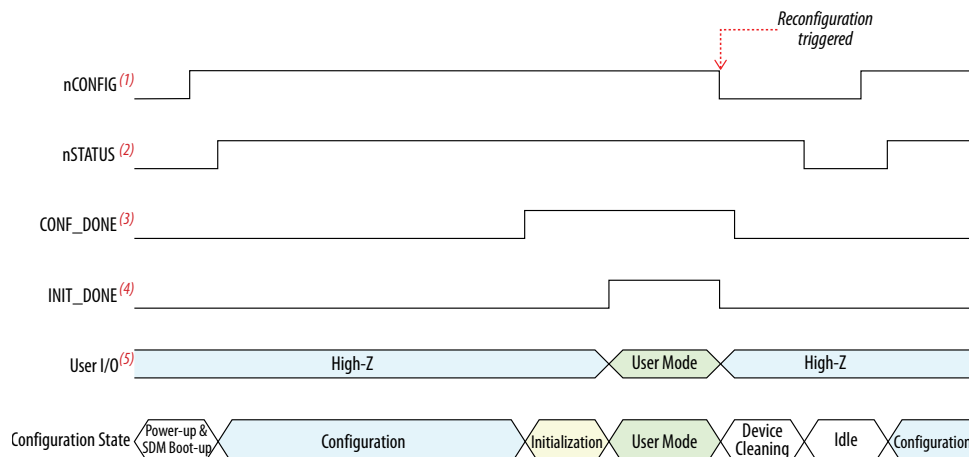 Reconfiguration
triggered
nCONFIG (1)
nSTATUS (2)
CONF_DONE (3)
INIT_DONE (4)
User I/O(5) High-Z User Mode High-Z
Configuration State Power-up & SDM Boot-up Configuration Initialization User Mode Device Cleaning Idle Configuration